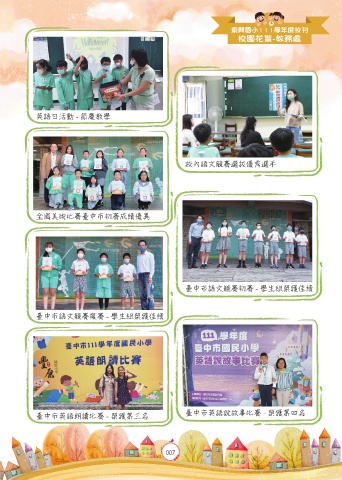 東興國小111學年度校刊
校園花絮-教務處
英語日活動-節慶教學
校內語文競賽選拔優秀選手
全國美術比賽臺中市初賽成績優異
臺中市語文競賽初賽-學生組榮獲佳績
臺中市語文競賽複賽-學生組榮獲佳績
臺中市111學年度國民小學
英語朗讀比賽
臺中市英語朗讀比賽-榮獲第三名
111學年度
臺中市國民小學
英語說故事比賽
臺中市英語說故事比賽-榮獲第四名
007